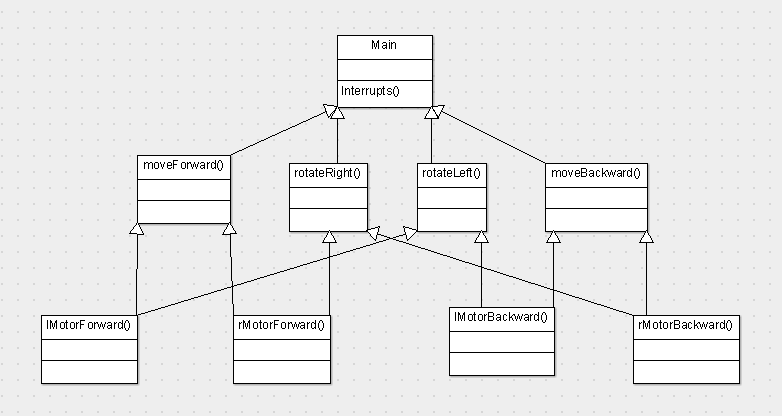 Main
Interrupts()
moveForward()
rotateRight()
rotateLeft()
moveBackward()
lMotorForward()
rMotorForward()
lMotorBackward()
rMotorBackward()